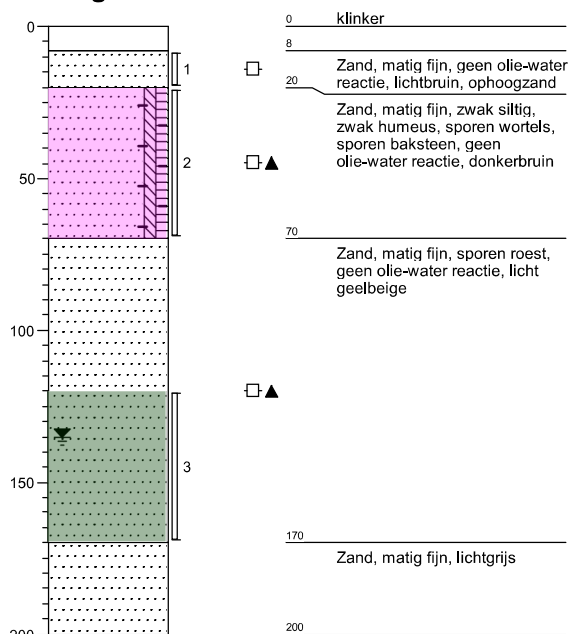 0
0
klinker
8
1
Zand, matig fijn, geen olie-water
reactie, lichtbruin, ophoogzand
20
Zand, matig fijn, zwak siltig,
zwak humeus, sporen wortels,
sporen baksteen, geen
olie-water reactie, donkerbruin
2
50
70
Zand, matig fijn, sporen roest,
geen olie-water reactie, licht
geelbeige
100
3
150
170
Zand, matig fijn, lichtgrijs
200
200